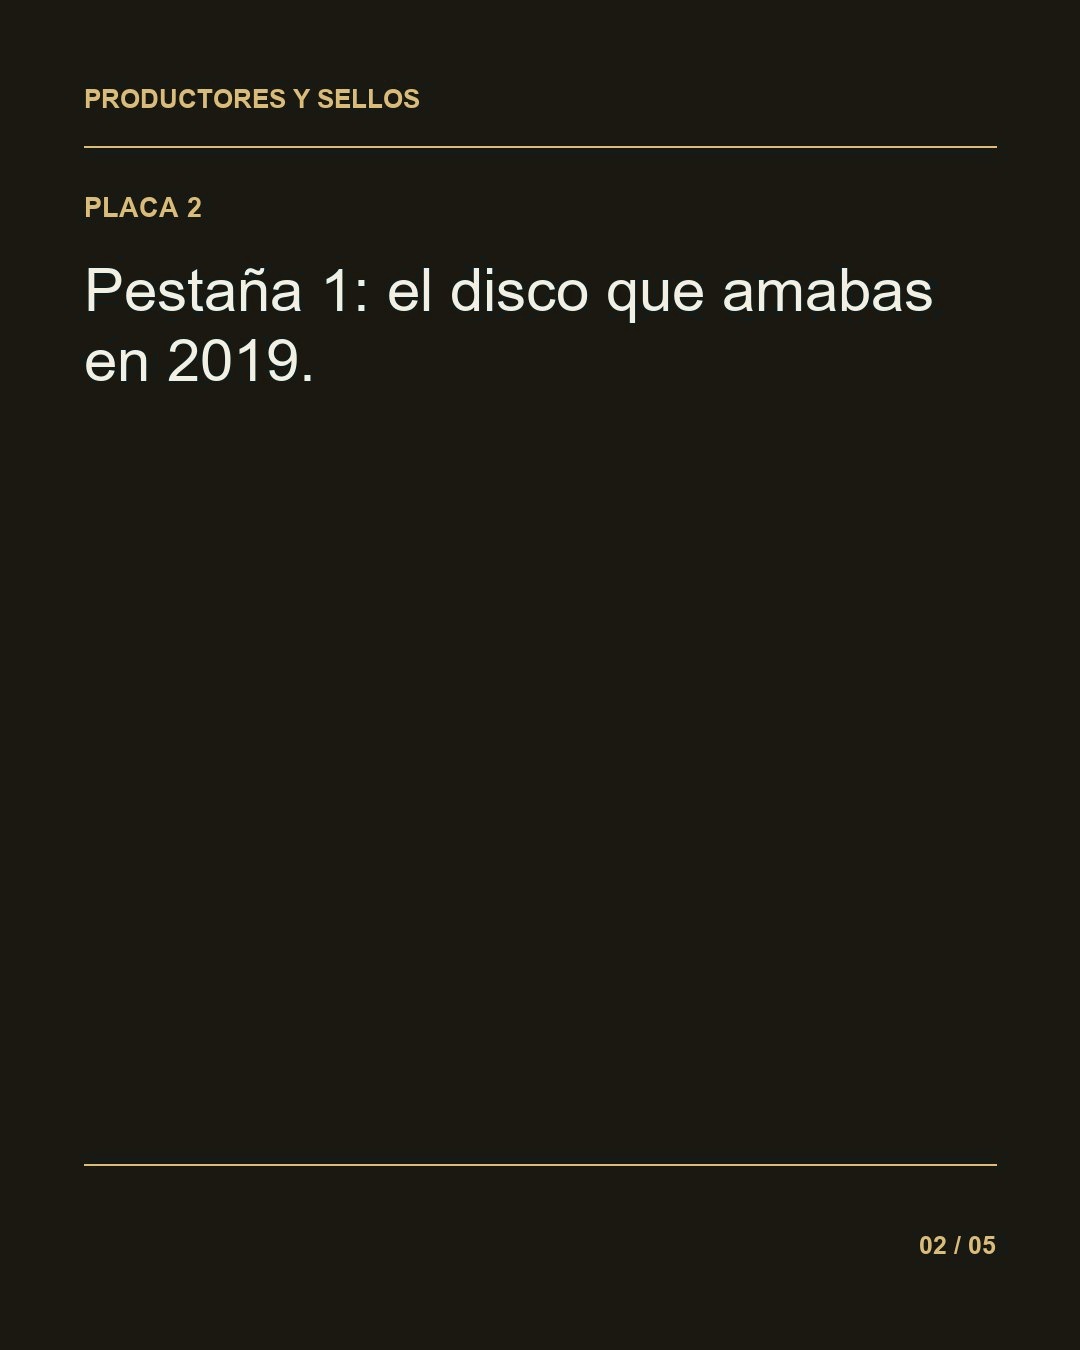 PRODUCTORES Y SELLOS
PLACA 2
Pestaña 1: el disco que amabas
en 2019.
02 / 05